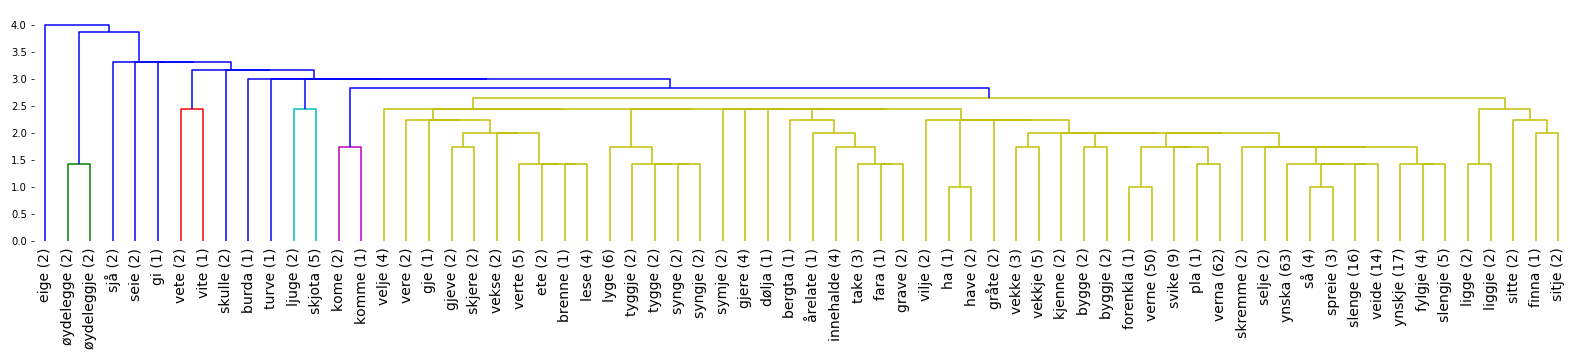 4.0
3.5
3.0
2.5
2.0
1.5
1.0
0.5
0.0
eige (2)
øydelegge (2)
øydeleggje (2)
sjå (2)
seie (2)
gi (1)
vete (2)
vite (1)
skulle (2)
burda (1)
turve (1)
ljuge (2)
skjota (5)
kome (2)
komme (1)
velje (4)
vere (2)
gje (1)
gjeve (2)
skjere (2)
vekse (2)
verte (5)
ete (2)
brenne (1)
lese (4)
lyge (6)
tyggje (2)
tygge (2)
synge (2)
syngje (2)
symje (2)
gjere (4)
dølja (1)
bergta (1)
årelate (1)
innehalde (4)
take (3)
fara (1)
grave (2)
vilje (2)
ha (1)
have (2)
gråte (2)
vekke (3)
vekkje (5)
kjenne (2)
bygge (2)
byggje (2)
forenkla (1)
verne (50)
svike (9)
pla (1)
verna (62)
skremme (2)
selje (2)
ynska (63)
så (4)
spreie (3)
slenge (16)
veide (14)
ynskje (17)
fylgje (4)
slengje (5)
ligge (2)
liggje (2)
sitte (2)
finna (1)
sitje (2)